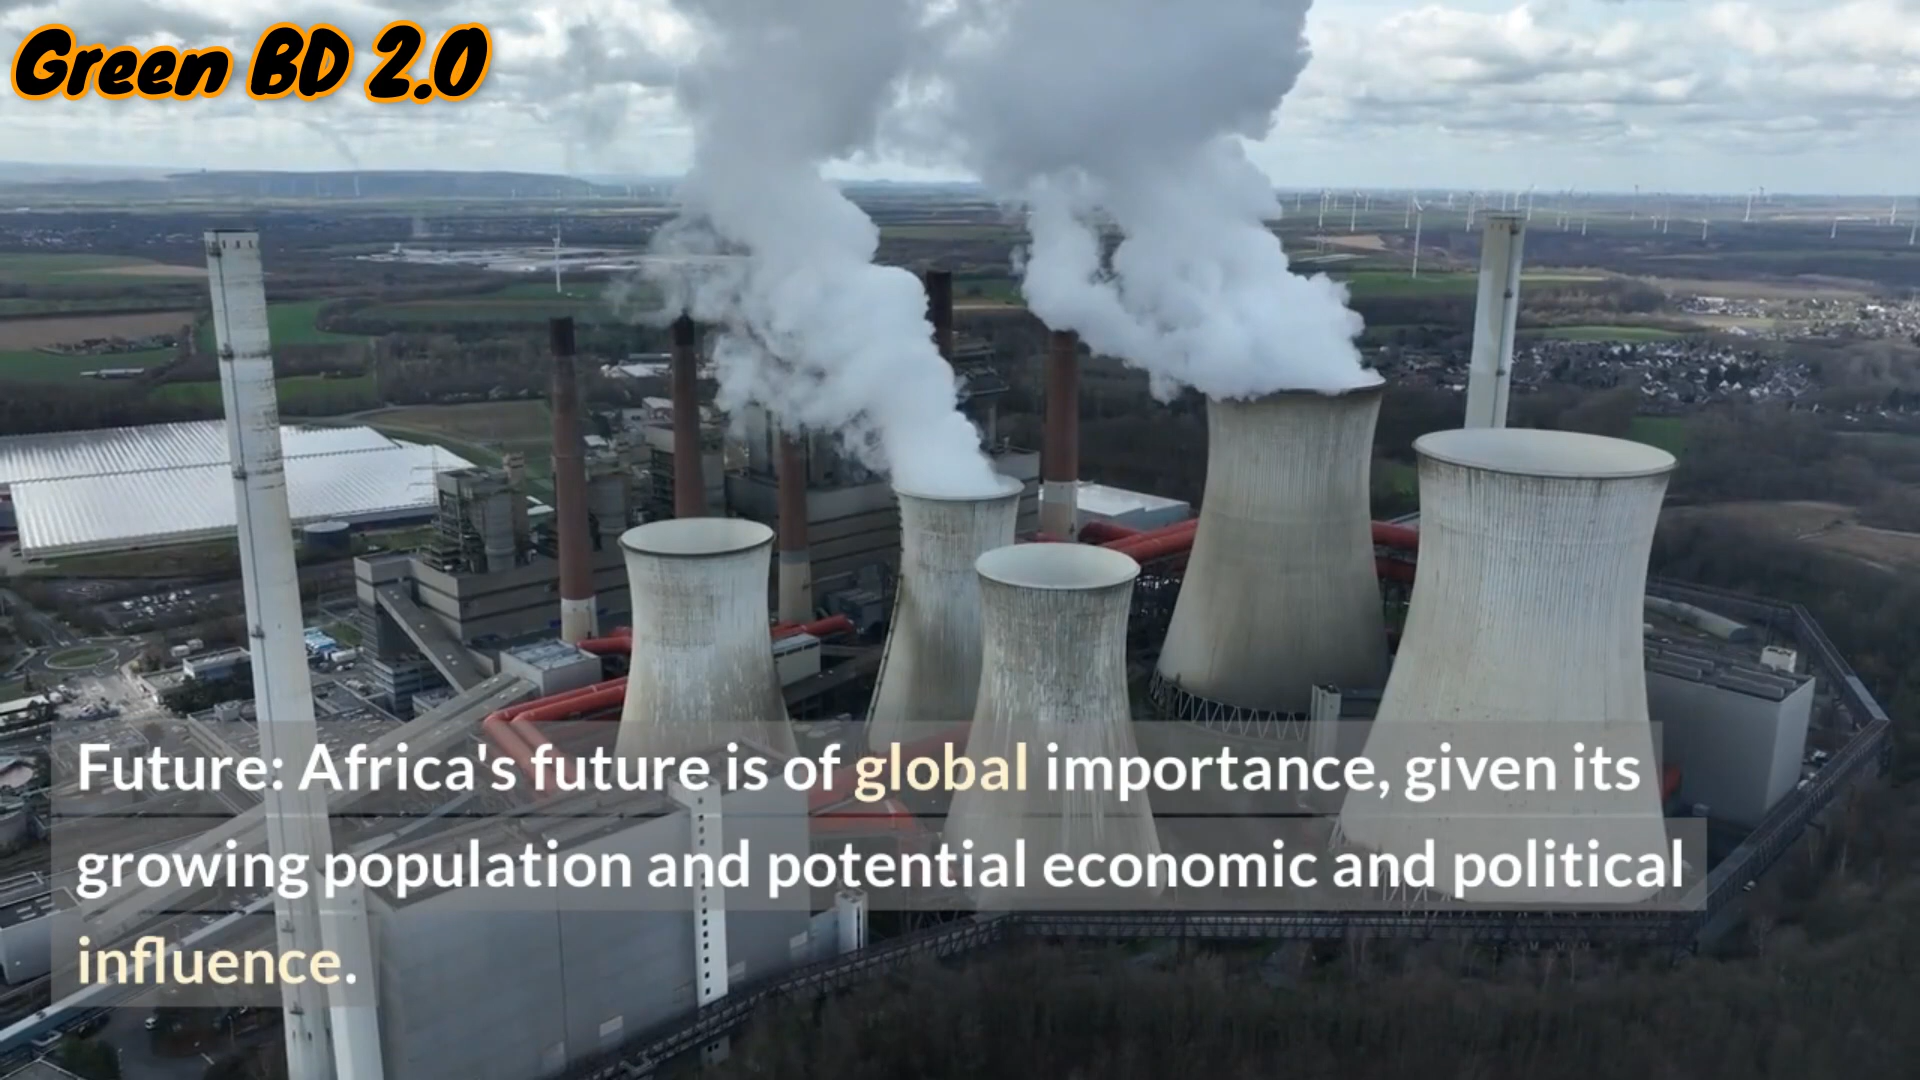 Green BD 2.0
Future: Africa's future is of global importance, given its
growing population and potential economic and political
influence.